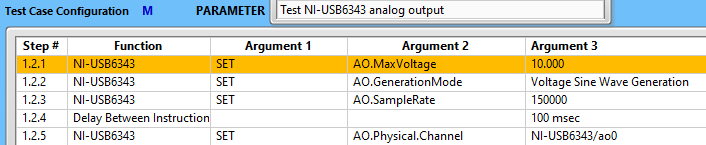 Test Case Configuration M PARAMETER Test NI-USB6343 analog output
Step # Function Argument 1 Argument 2 Argument 3
1.2.1 NI-USB6343 SET AO.MaxVoltage 10.000
1.2.2 NI-USB6343 SET AO.GenerationMode Voltage Sine Wave Generation
1.2.3 NI-USB6343 SET AO.SampleRate 150000
1.2.4 Delay Between Instruction 100 msec
1.2.5 NI-USB6343 SET AO.Physical.Channel NI-USB6343/ao0